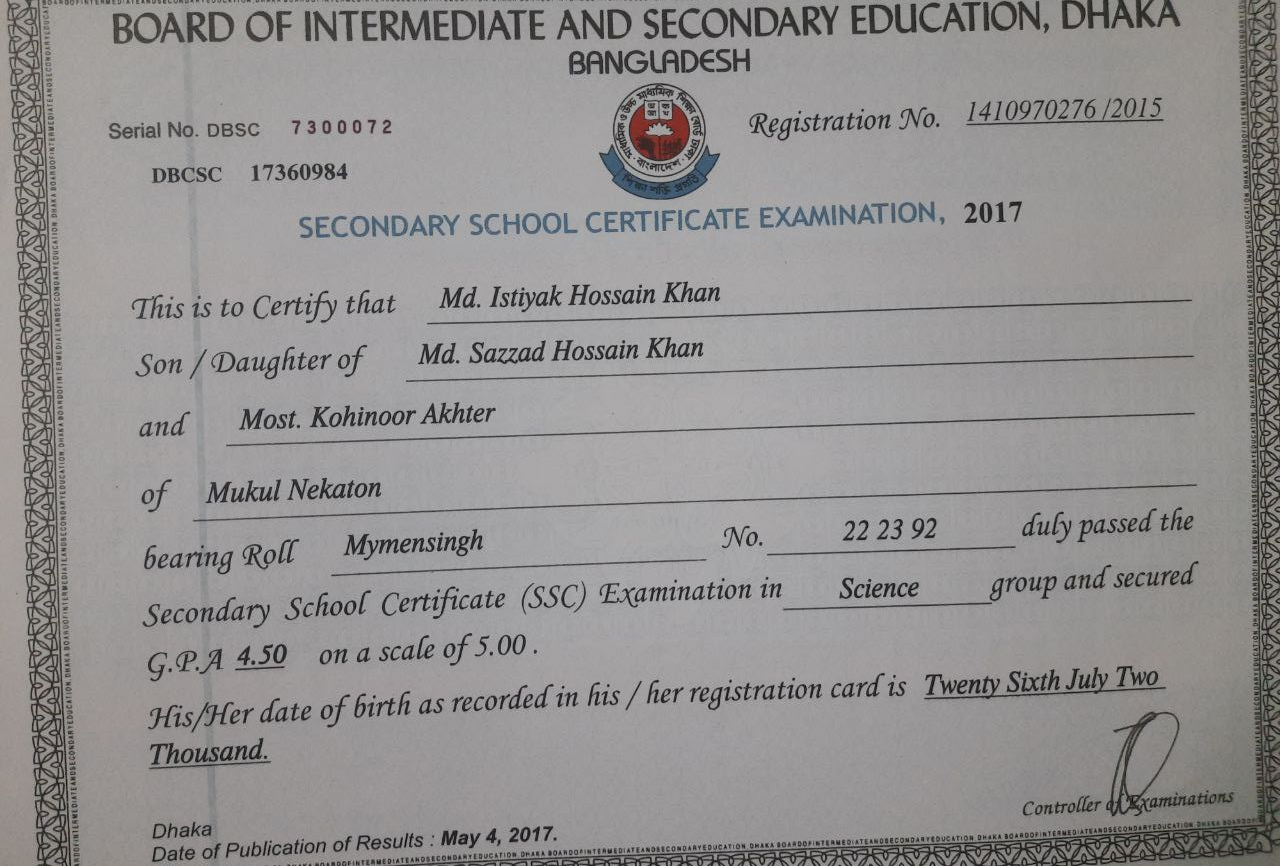 BOARD OF INTERMEDIATE AND SECONDARY EDUCATION, DHAKA
BANGLADESH
Serial No. DBSC 7300072
Registration No. 1410970276 /2015
DBCSC 17360984
মাধ্যমিক ও উচ্চ মাধ্যমিক শিক্ষা বোর্ড ঢাকা
বাংলাদেশ
SECONDARY SCHOOL CERTIFICATE EXAMINATION, 2017
This is to Certify that Md. Istiyak Hossain Khan
Son / Daughter of Md. Sazzad Hossain Khan
and Most. Kohinoor Akhter
of Mukul Nekaton
bearing Roll Mymensingh No. 22 23 92 duly passed the
Secondary School Certificate (SSC) Examination in Science group and secured
G.P.A 4.50 on a scale of 5.00 .
His/Her date of birth as recorded in his / her registration card is Twenty Sixth July Two
Thousand.
Controller of Examinations
Dhaka
Date of Publication of Results : May 4, 2017.